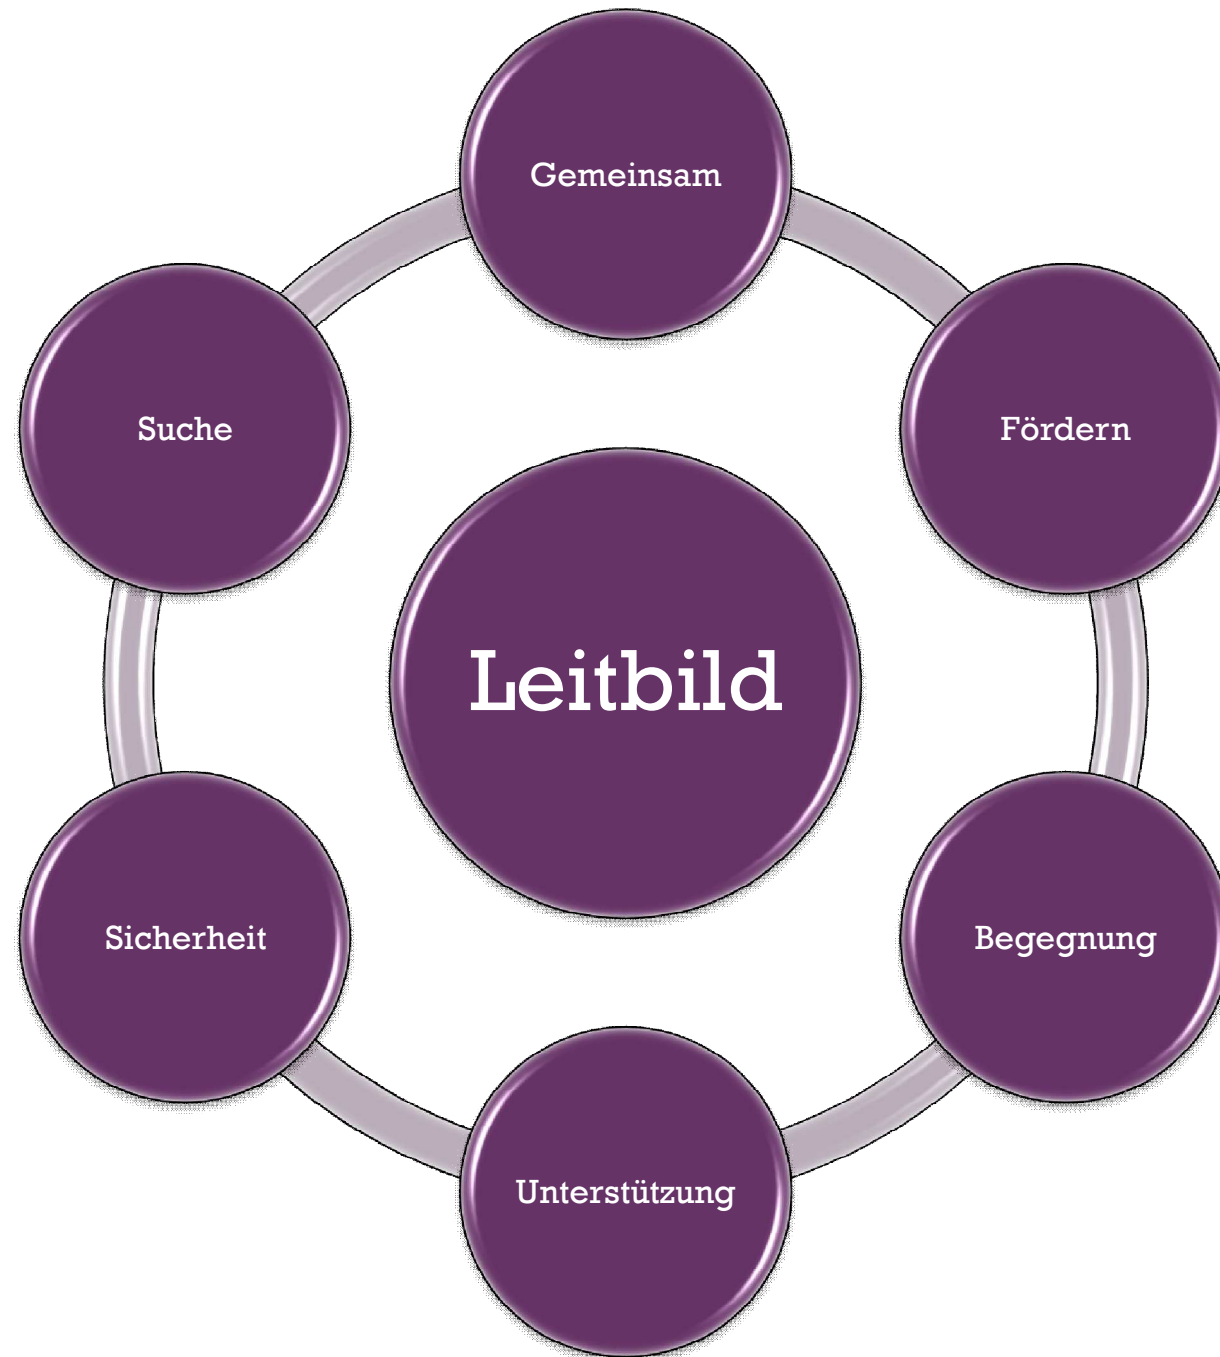 Gemeinsam
Suche
Fördern
Leitbild
Sicherheit
Begegnung
Unterstützung